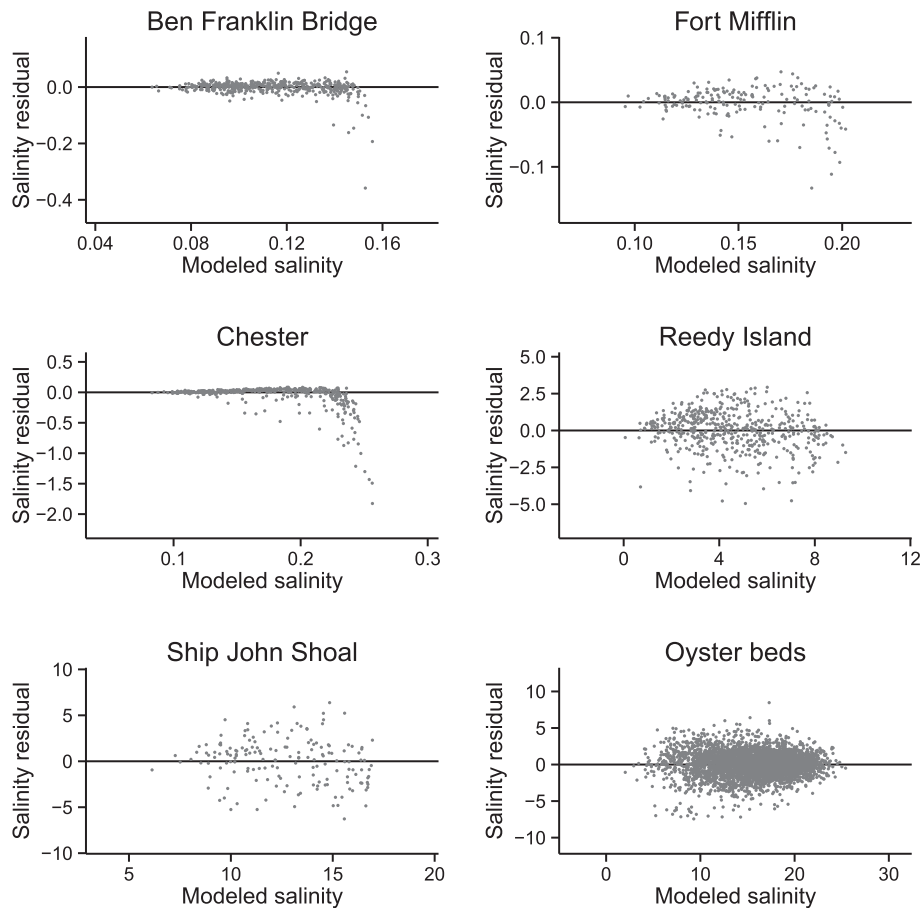 Ben Franklin Bridge
Salinity residual
0.0
−0.2
−0.4
0.04 0.08 0.12 0.16
Modeled salinity
Fort Mifflin
Salinity residual
0.1
0.0
−0.1
0.10 0.15 0.20
Modeled salinity
Chester
Salinity residual
0.5
0.0
−0.5
−1.0
−1.5
−2.0
0.1 0.2 0.3
Modeled salinity
Reedy Island
Salinity residual
5.0
2.5
0.0
−2.5
−5.0
0 4 8 12
Modeled salinity
Ship John Shoal
Salinity residual
10
5
0
−5
−10
5 10 15 20
Modeled salinity
Oyster beds
Salinity residual
10
5
0
−5
−10
0 10 20 30
Modeled salinity